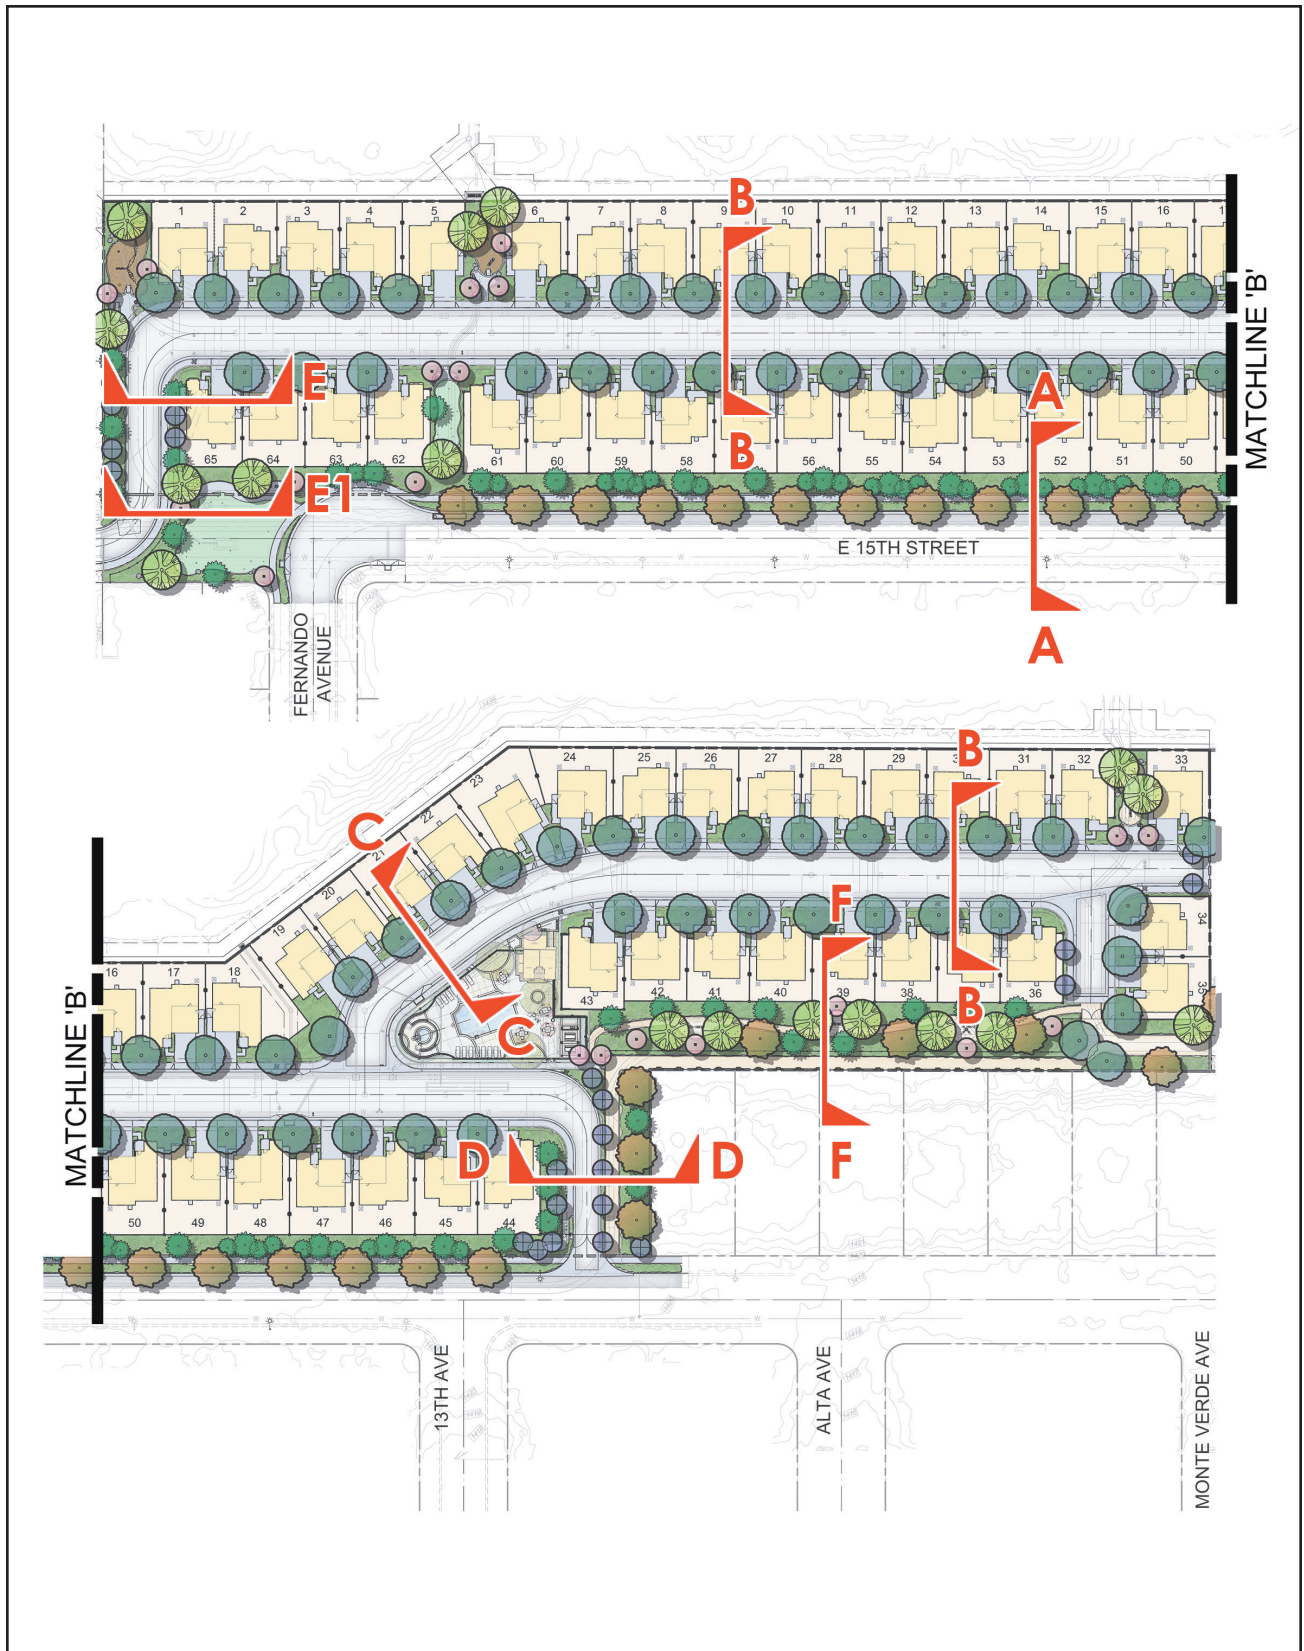 1 2 3 4 5 6 7 8 9 10 11 12 13 14 15 16
B
MATCHLINE 'B'
E
A
B
65 64 63 62 61 60 59 58 56 55 54 53 52 51 50
E1
E 15TH STREET
A
FERNANDO
AVENUE
24 25 26 27 28 29 31 32 33
B
23
22
C
21
20
19
F
34
16 17 18
43 42 41 40 39 38 36 35
B
C
MATCHLINE 'B'
D D
F
50 49 48 47 46 45 44
13TH AVE
ALTA AVE
MONTE VERDE AVE